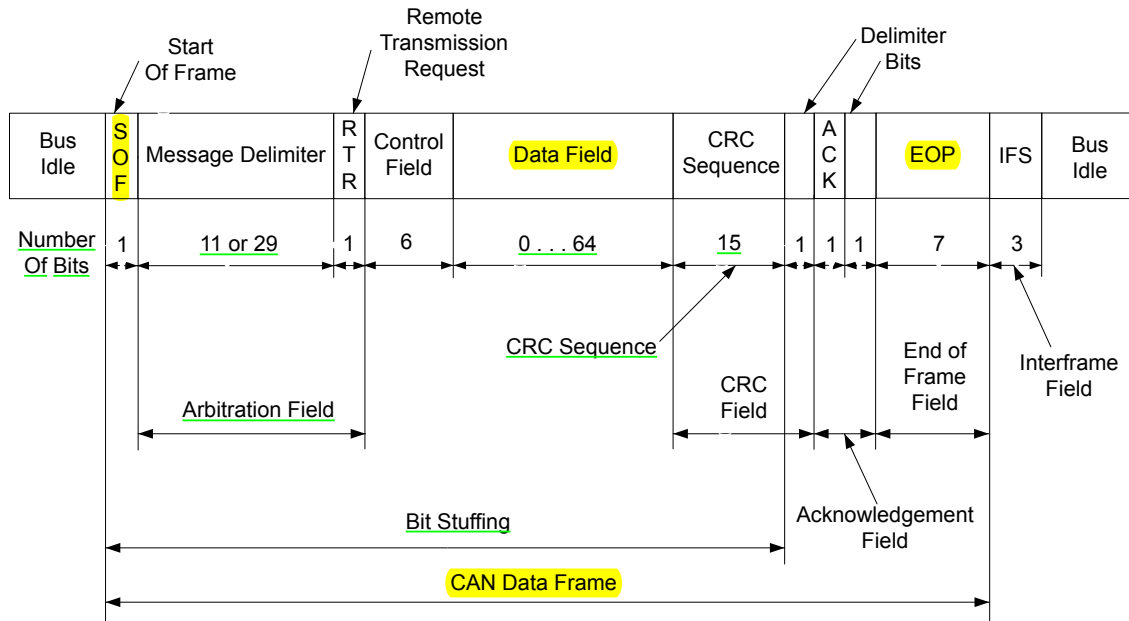 Start
Of Frame
Remote
Transmission
Request
Delimiter
Bits
Bus
Idle
S
O
F
Message Delimiter
R
T
R
Control
Field
Data Field
CRC
Sequence
A
C
K
EOP
IFS
Bus
Idle
Number
Of Bits
1
11 or 29
1
6
0 . . . 64
15
1
1
1
7
3
CRC Sequence
End of
Frame
Field
Interframe
Field
Arbitration Field
CRC
Field
Bit Stuffing
Acknowledgement
Field
CAN Data Frame